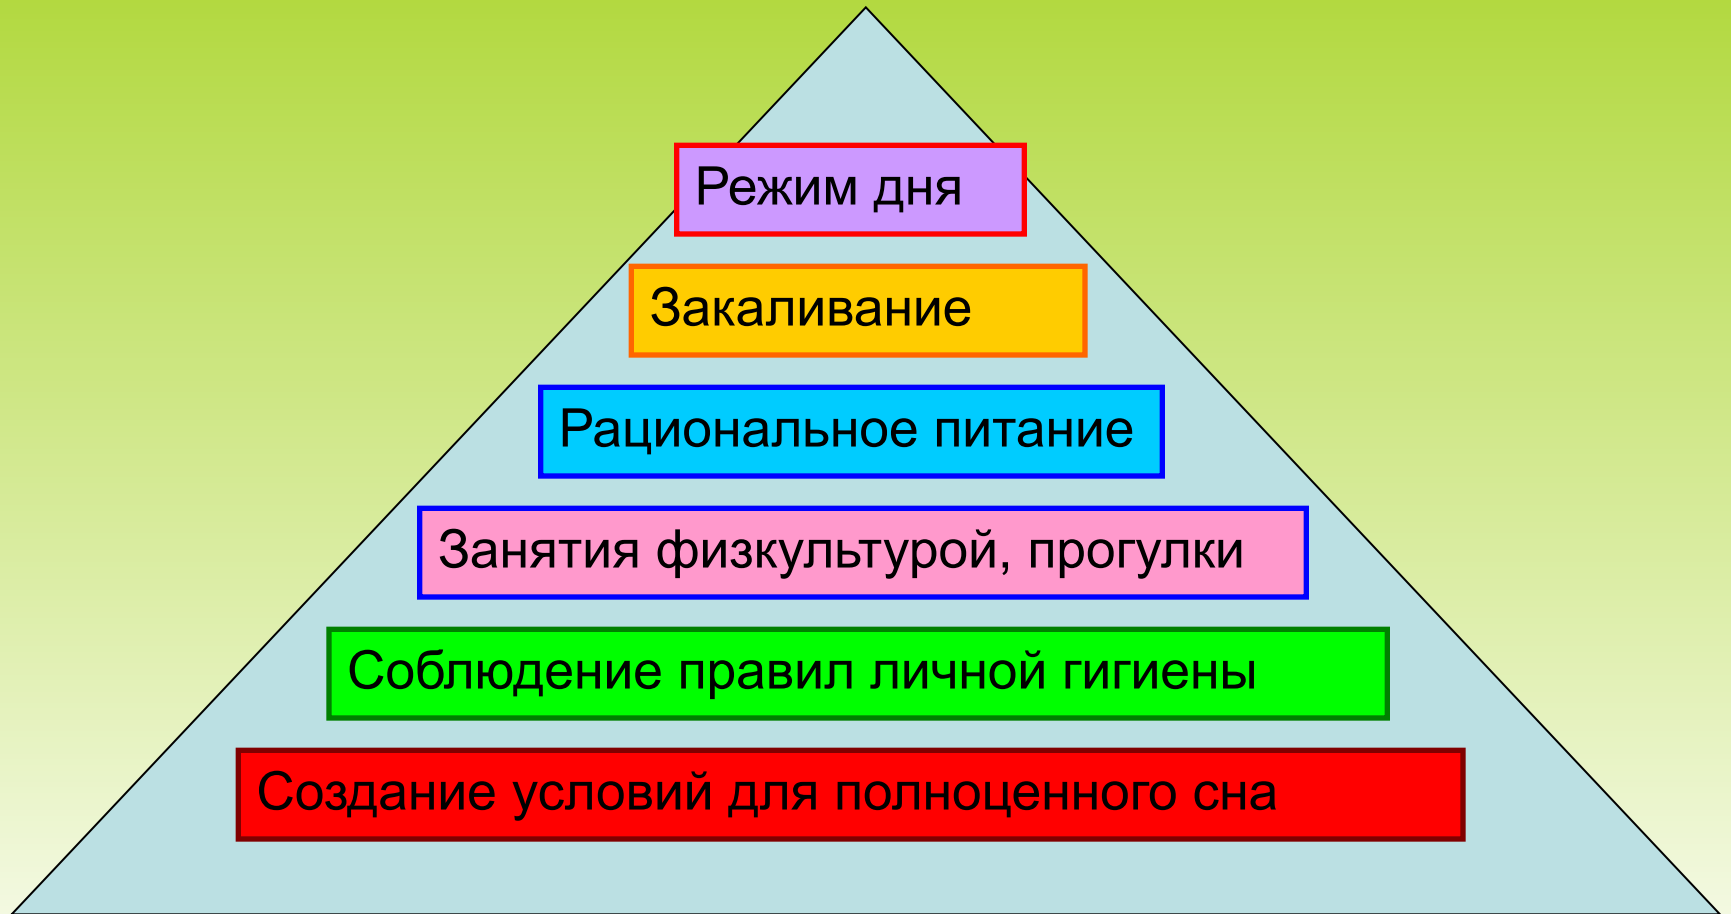 Режим дня
Закаливание
Рациональное питание
Занятия физкультурой, прогулки
Соблюдение правил личной гигиены
Создание условий для полноценного сна